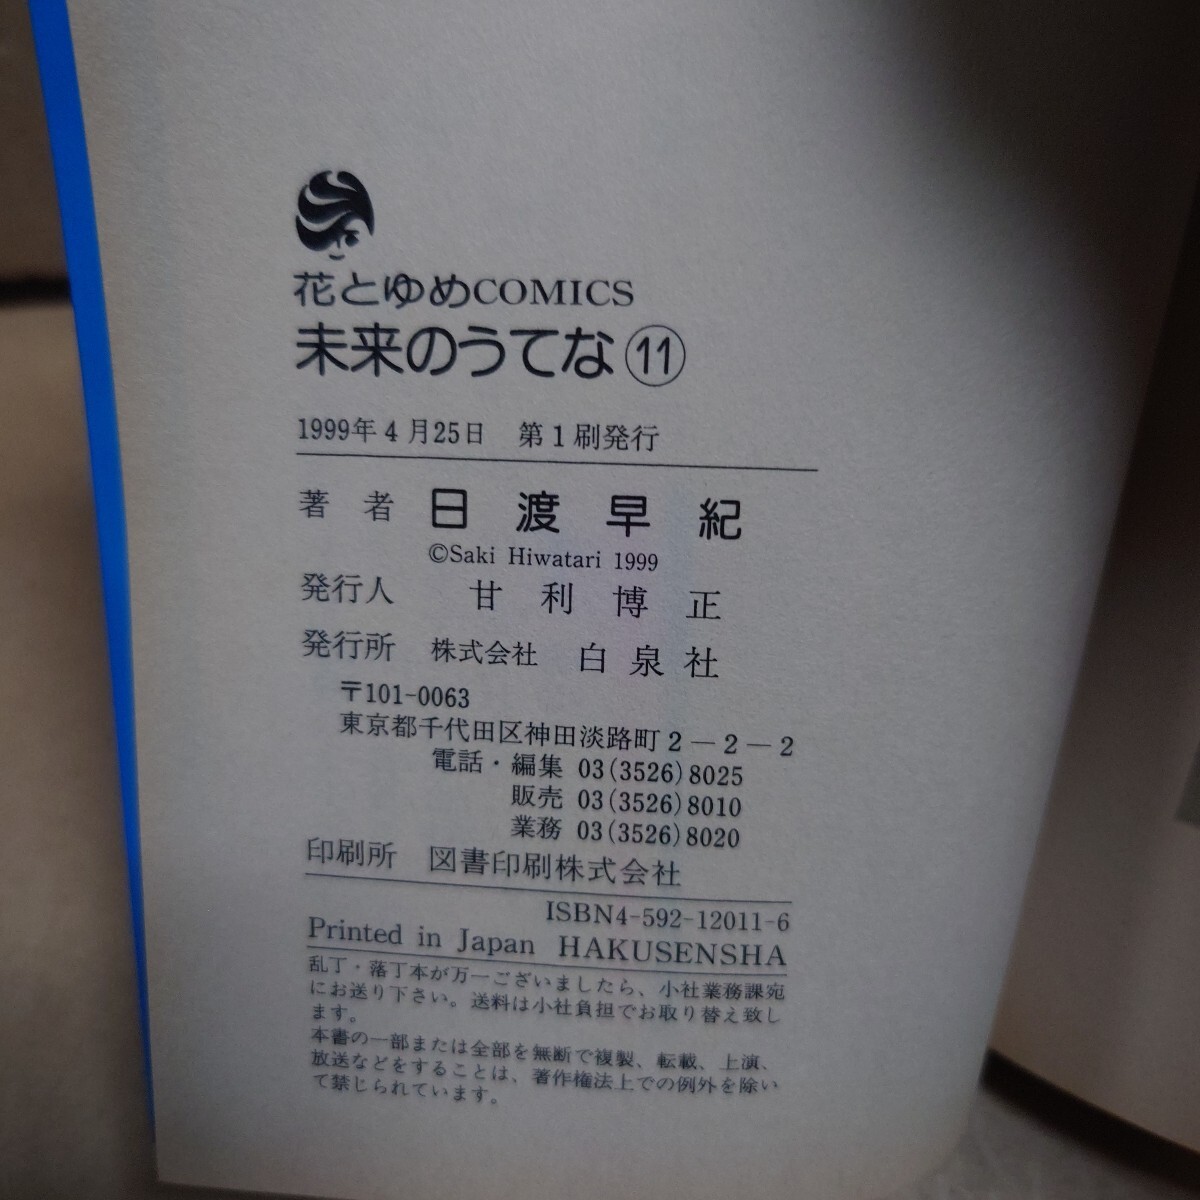 花とゆめCOMICS
未来のうてな⑪
1999年4月25日 第1刷発行
著者 日渡早紀
©Saki Hiwatari 1999
発行人 甘利博正
発行所 株式会社 白泉社
〒101-0063
東京都千代田区神田淡路町2-2-2
電話・編集 03(3526)8025
販売 03(3526)8010
業務 03(3526)8020
印刷所 図書印刷株式会社
ISBN4-592-12011-6
Printed in Japan HAKUSENSHA
乱丁・落丁本が万一ございましたら、小社業務課宛
にお送り下さい。送料は小社負担でお取り替え致し
ます。
本書の一部または全部を無断で複製、転載、上演、
放送などをすることは、著作権法上での例外を除い
て禁じられています。